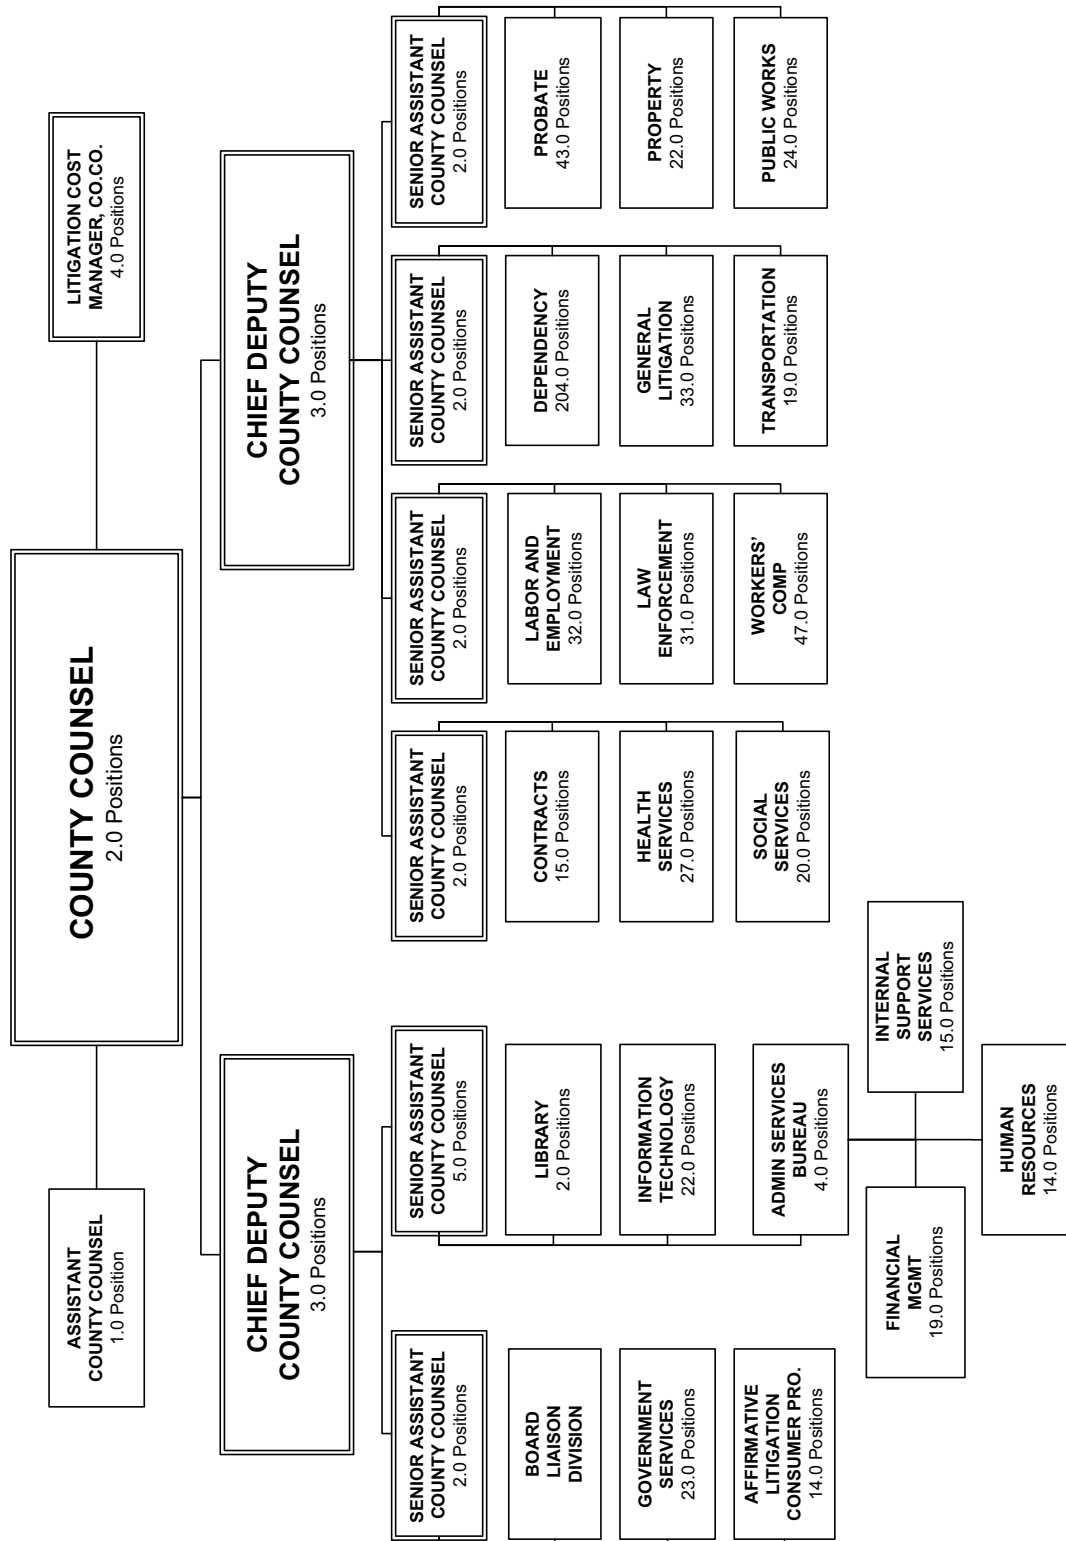 COUNTY COUNSEL
2.0 Positions
ASSISTANT
COUNTY COUNSEL
1.0 Position
LITIGATION COST
MANAGER, CO.CO.
4.0 Positions
CHIEF DEPUTY
COUNTY COUNSEL
3.0 Positions
CHIEF DEPUTY
COUNTY COUNSEL
3.0 Positions
SENIOR ASSISTANT
COUNTY COUNSEL
2.0 Positions
BOARD
LIAISON
DIVISION
GOVERNMENT
SERVICES
23.0 Positions
AFFIRMATIVE
LITIGATION
CONSUMER PRO.
14.0 Positions
SENIOR ASSISTANT
COUNTY COUNSEL
5.0 Positions
LIBRARY
2.0 Positions
INFORMATION
TECHNOLOGY
22.0 Positions
ADMIN SERVICES
BUREAU
4.0 Positions
FINANCIAL
MGMT
19.0 Positions
INTERNAL
SUPPORT
SERVICES
15.0 Positions
HUMAN
RESOURCES
14.0 Positions
SENIOR ASSISTANT
COUNTY COUNSEL
2.0 Positions
CONTRACTS
15.0 Positions
HEALTH
SERVICES
27.0 Positions
SOCIAL
SERVICES
20.0 Positions
SENIOR ASSISTANT
COUNTY COUNSEL
2.0 Positions
LABOR AND
EMPLOYMENT
32.0 Positions
LAW
ENFORCEMENT
31.0 Positions
WORKERS’
COMP
47.0 Positions
SENIOR ASSISTANT
COUNTY COUNSEL
2.0 Positions
DEPENDENCY
204.0 Positions
GENERAL
LITIGATION
33.0 Positions
TRANSPORTATION
19.0 Positions
SENIOR ASSISTANT
COUNTY COUNSEL
2.0 Positions
PROBATE
43.0 Positions
PROPERTY
22.0 Positions
PUBLIC WORKS
24.0 Positions